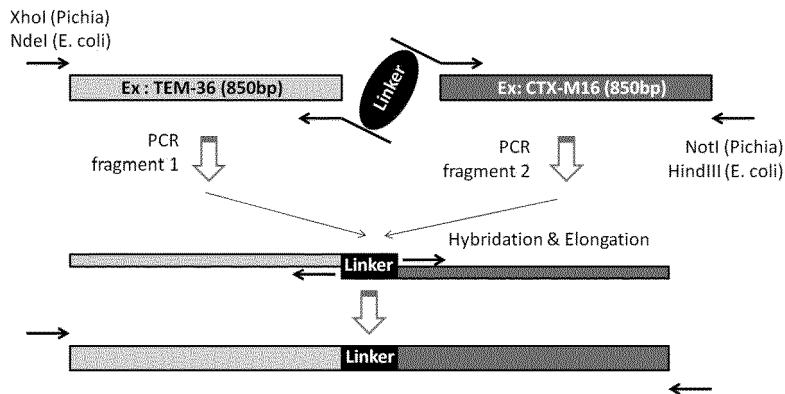 XhoI (Pichia)
NdeI (E. coli)
Ex : TEM-36 (850bp)
Linker
Ex: CTX-M16 (850bp)
PCR
fragment 1
PCR
fragment 2
NotI (Pichia)
HindIII (E. coli)
Hybridation & Elongation
Linker
Linker